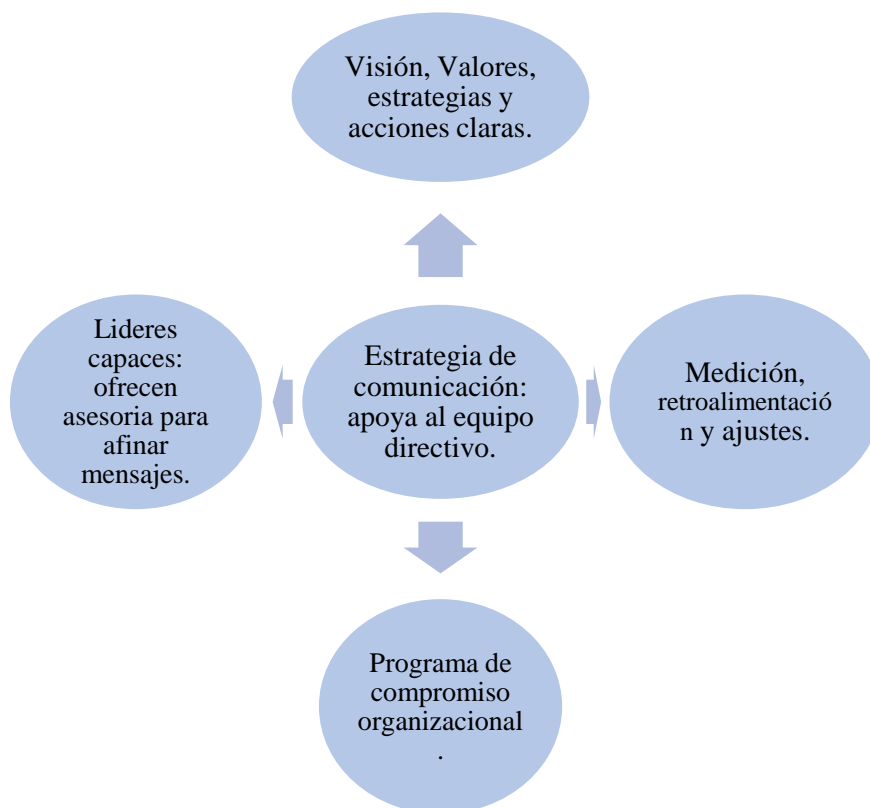 Visión, Valores,
estrategias y
acciones claras.
Lideres
capaces:
ofrecen
asesoria para
afinar
mensajes.
Estrategia de
comunicación:
apoya al equipo
directivo.
Medición,
retroalimentació
n y ajustes.
Programa de
compromiso
organizacional
.